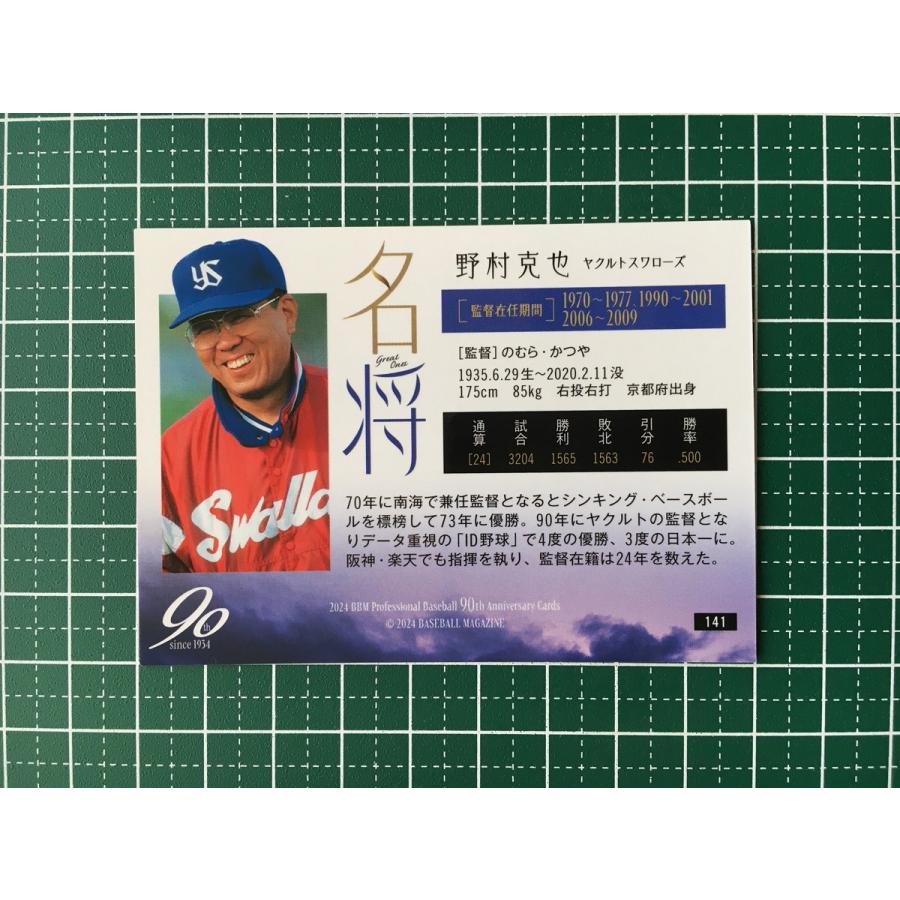 YS
Swallo
名将
Great Ones
野村克也 ヤクルトスワローズ
[監督在任期間] 1970～1977、1990～2001
2006～2009
[監督]のむら・かつや
1935.6.29生～2020.2.11没
175cm 85kg 右投右打 京都府出身
通算 試合 勝利 敗北 引分 勝率
[24] 3204 1565 1563 76 .500
70年に南海で兼任監督となるとシンキング・ベースボー
ルを標榜して73年に優勝。90年にヤクルトの監督とな
りデータ重視の「ID野球」で4度の優勝、3度の日本一に。
阪神・楽天でも指揮を執り、監督在籍は24年を数えた。
90th
since 1934
2024 BBM Professional Baseball 90th Anniversary Cards
© 2024 BASEBALL MAGAZINE
141